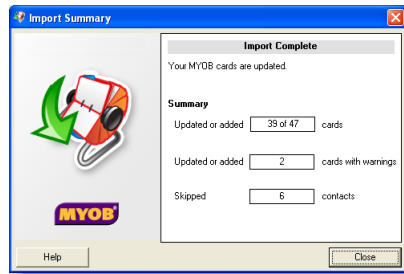 Import Summary
Import Complete
Your MYOB cards are updated.
Summary
Updated or added 39 of 47 cards
Updated or added 2 cards with warnings
Skipped 6 contacts
MYOB
Help Close